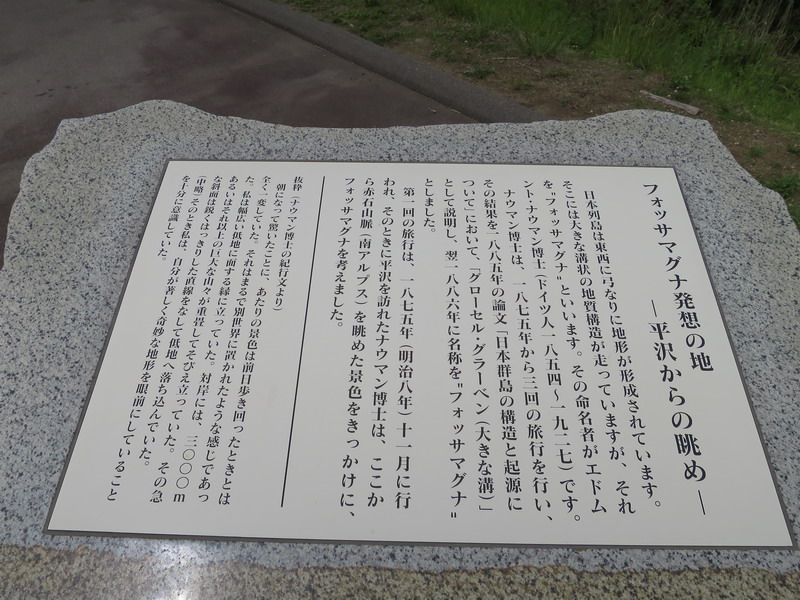 フォッサマグナ発想の地
―平沢からの眺め―
日本列島は東西に弓なりに地形が形成されています。
そこには大きな溝状の地質構造が走っていますが、それ
を"フォッサマグナ"といいます。その命名者がエドム
ント・ナウマン博士(ドイツ人一八五四〜一九二七)です。
ナウマン博士は、一八七五年から三回の旅行を行い、
その結果を一八八五年の論文「日本群島の構造と起源に
ついて」において、「グローセル・グラーベン(大きな溝)」
として説明し、翌一八八六年に名称を"フォッサマグナ"
としました。
第一回の旅行は、一八七五年(明治八年)十一月に行
われ、そのときに平沢を訪れたナウマン博士は、ここか
ら赤石山脈(南アルプス)を眺めた景色をきっかけに、
フォッサマグナを考えました。
抜粋(ナウマン博士の紀行文より)
朝になって驚いたことに、あたりの景色は前日歩き回ったときとは
全く一変していた。それはまるで別世界に置かれたような感じであっ
た。私は幅広い低地に面する縁に立っていた。対岸には、三〇〇〇m
あるいはそれ以上の巨大な山々が重畳してそびえ立っていた。その急
な斜面は鋭くはっきりした直線をなして低地へ落ち込んでいた。
(中略)そのとき私は、自分が著しく奇妙な地形を眼前にしていること
を十分に意識していた。